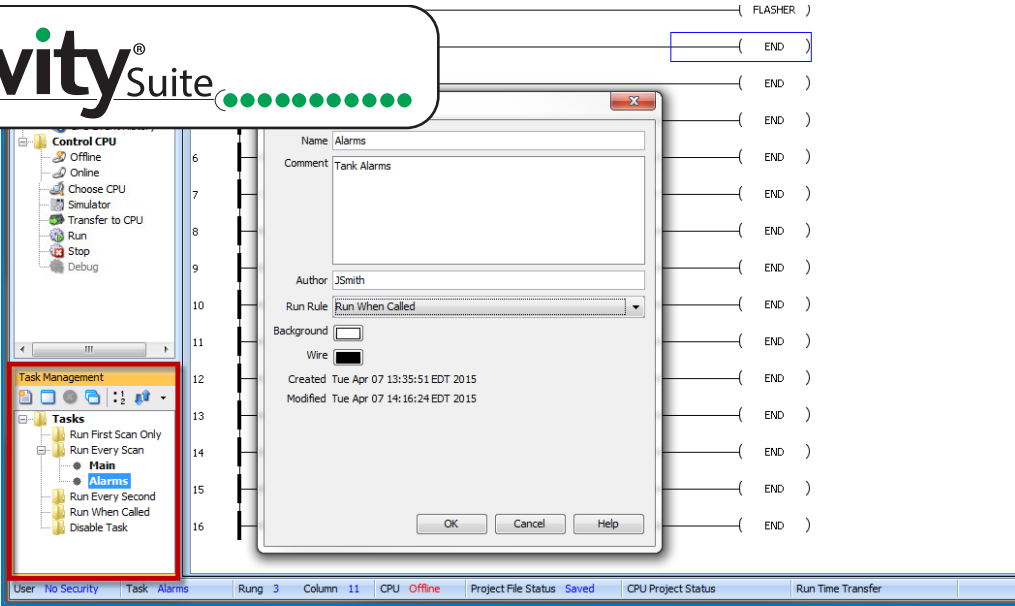 FLASHER
vity® Suite
END
END
END
Control CPU
Offline
Online
Choose CPU
Simulator
Transfer to CPU
Run
Stop
Debug
Task Management
Tasks
Run First Scan Only
Run Every Scan
Main
Alarms
Run Every Second
Run When Called
Disable Task
6
7
8
9
10
11
12
13
14
15
16
Name Alarms
Comment Tank Alarms
Author JSmith
Run Rule Run When Called
Background
Wire
Created Tue Apr 07 13:35:51 EDT 2015
Modified Tue Apr 07 14:16:24 EDT 2015
OK Cancel Help
END
END
END
END
END
END
END
END
END
END
END
User No Security Task Alarms Rung 3 Column 11 CPU Offline Project File Status Saved CPU Project Status Run Time Transfer